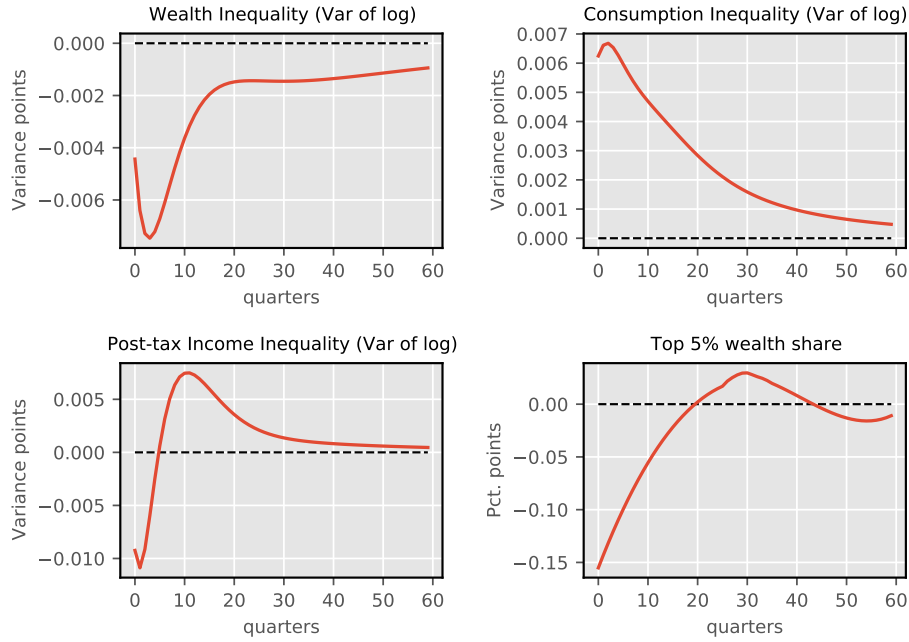 Wealth Inequality (Var of log)
Variance points
0.000
−0.002
−0.004
−0.006
0 10 20 30 40 50 60
quarters
Consumption Inequality (Var of log)
Variance points
0.007
0.006
0.005
0.004
0.003
0.002
0.001
0.000
0 10 20 30 40 50 60
quarters
Post-tax Income Inequality (Var of log)
Variance points
0.005
0.000
−0.005
−0.010
0 10 20 30 40 50 60
quarters
Top 5% wealth share
Pct. points
0.00
−0.05
−0.10
−0.15
0 10 20 30 40 50 60
quarters